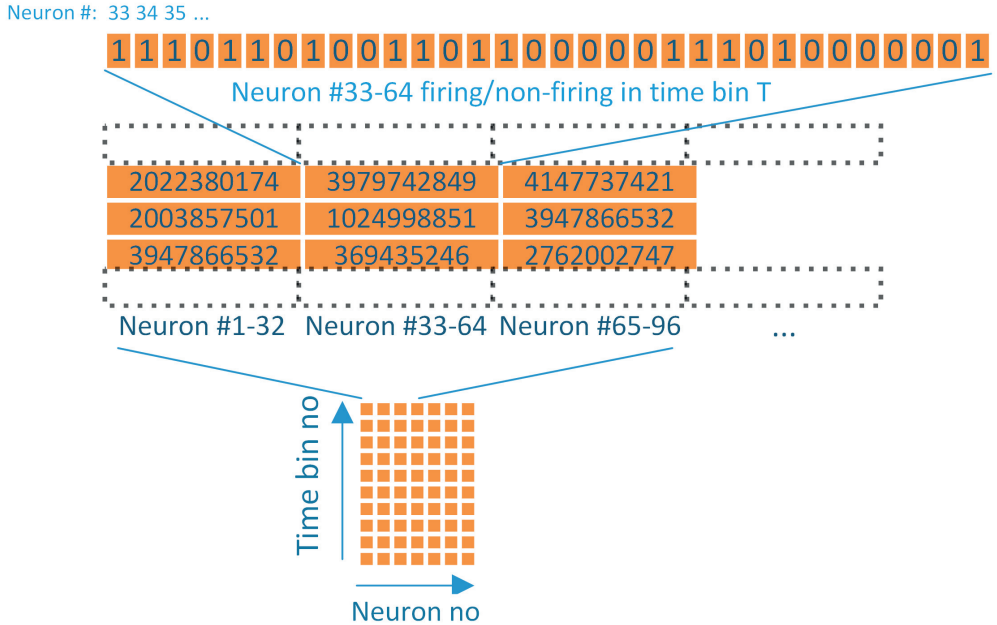 Neuron #: 33 34 35 ...
1 1 1 0 1 1 0 1 0 0 1 1 0 1 1 0 0 0 0 0 1 1 1 0 1 0 0 0 0 0 0 1
Neuron #33-64 firing/non-firing in time bin T
2022380174 3979742849 4147737421
2003857501 1024998851 3947866532
3947866532 369435246 2762002747
Neuron #1-32 Neuron #33-64 Neuron #65-96 ...
Time bin no
Neuron no